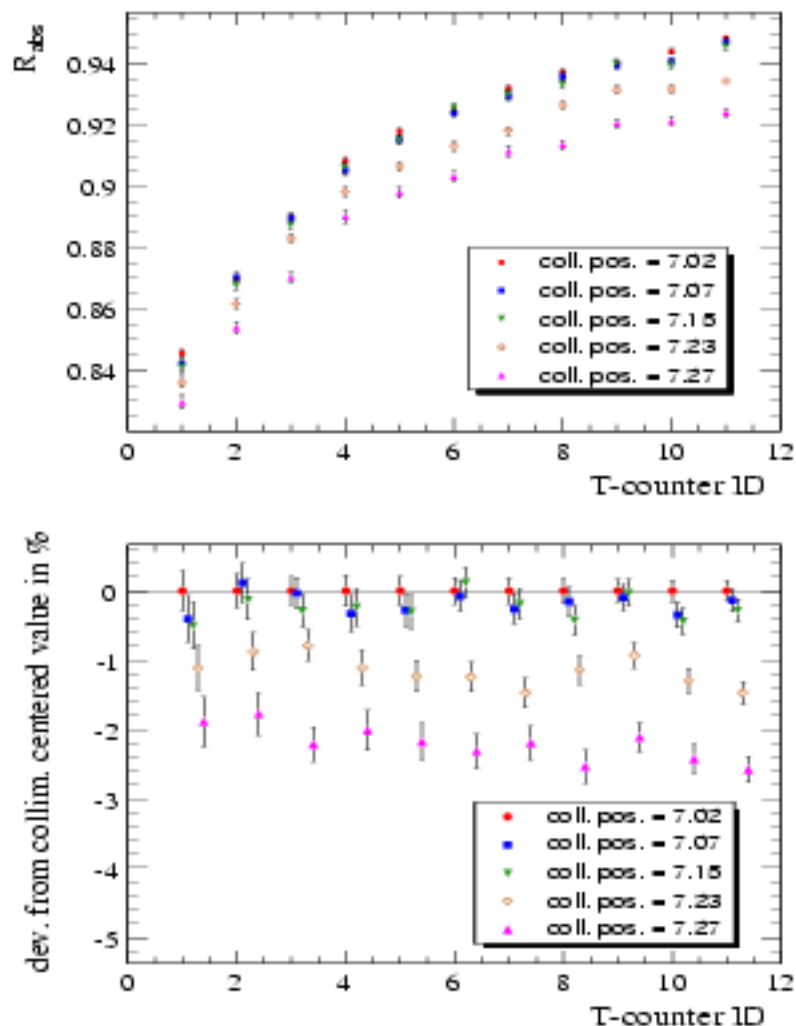 R_abs
0.94
0.92
0.9
0.88
0.86
0.84
coll. pos. = 7.02
coll. pos. = 7.07
coll. pos. = 7.15
coll. pos. = 7.23
coll. pos. = 7.27
0 2 4 6 8 10 12
T-counter ID
dev. from collim. centered value in %
0
-1
-2
-3
-4
-5
coll. pos. = 7.02
coll. pos. = 7.07
coll. pos. = 7.15
coll. pos. = 7.23
coll. pos. = 7.27
0 2 4 6 8 10 12
T-counter ID